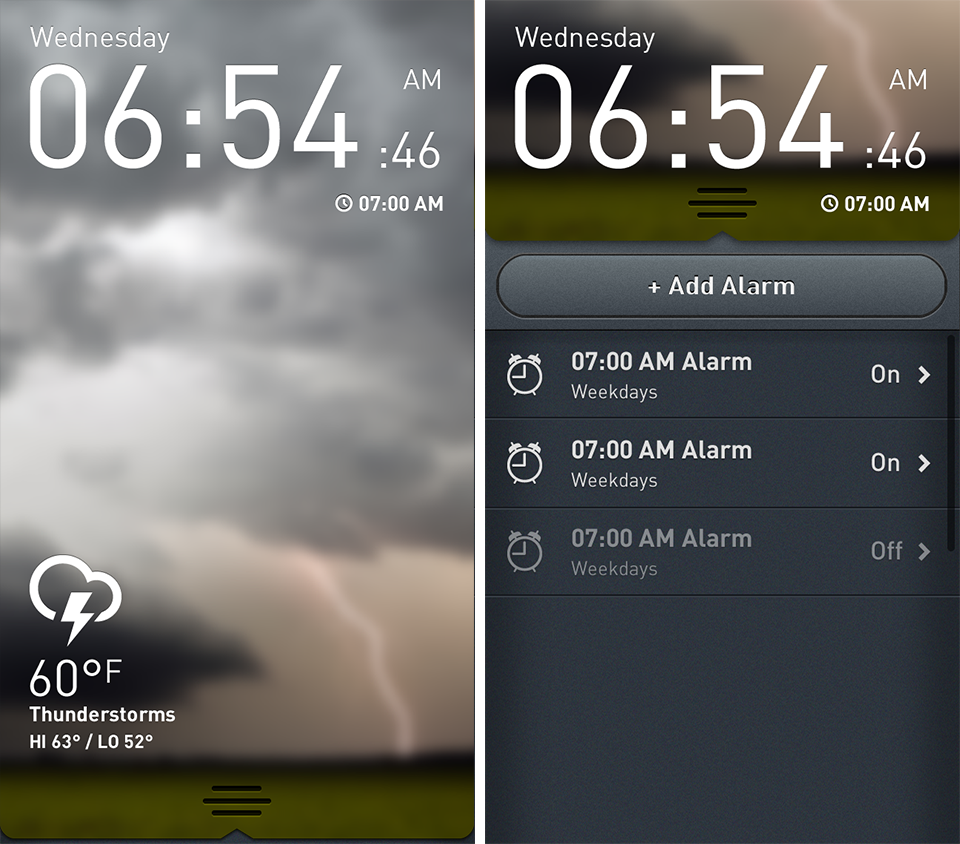 Wednesday
06:54 AM :46
07:00 AM
60°F
Thunderstorms
HI 63° / LO 52°
Wednesday
06:54 AM :46
07:00 AM
+ Add Alarm
07:00 AM Alarm On
Weekdays
07:00 AM Alarm On
Weekdays
07:00 AM Alarm Off
Weekdays